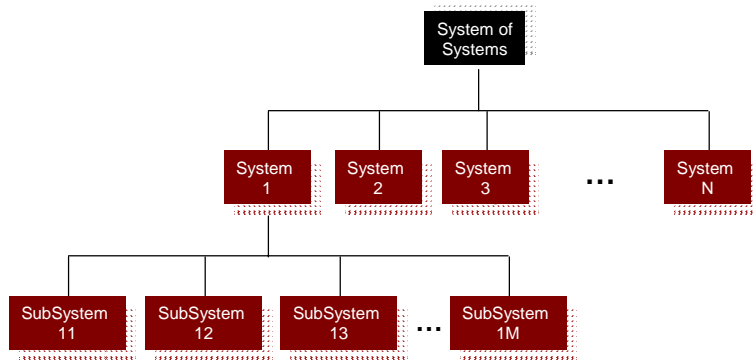 System of
Systems
System
1
System
2
System
3
...
System
N
SubSystem
11
SubSystem
12
SubSystem
13
...
SubSystem
1M